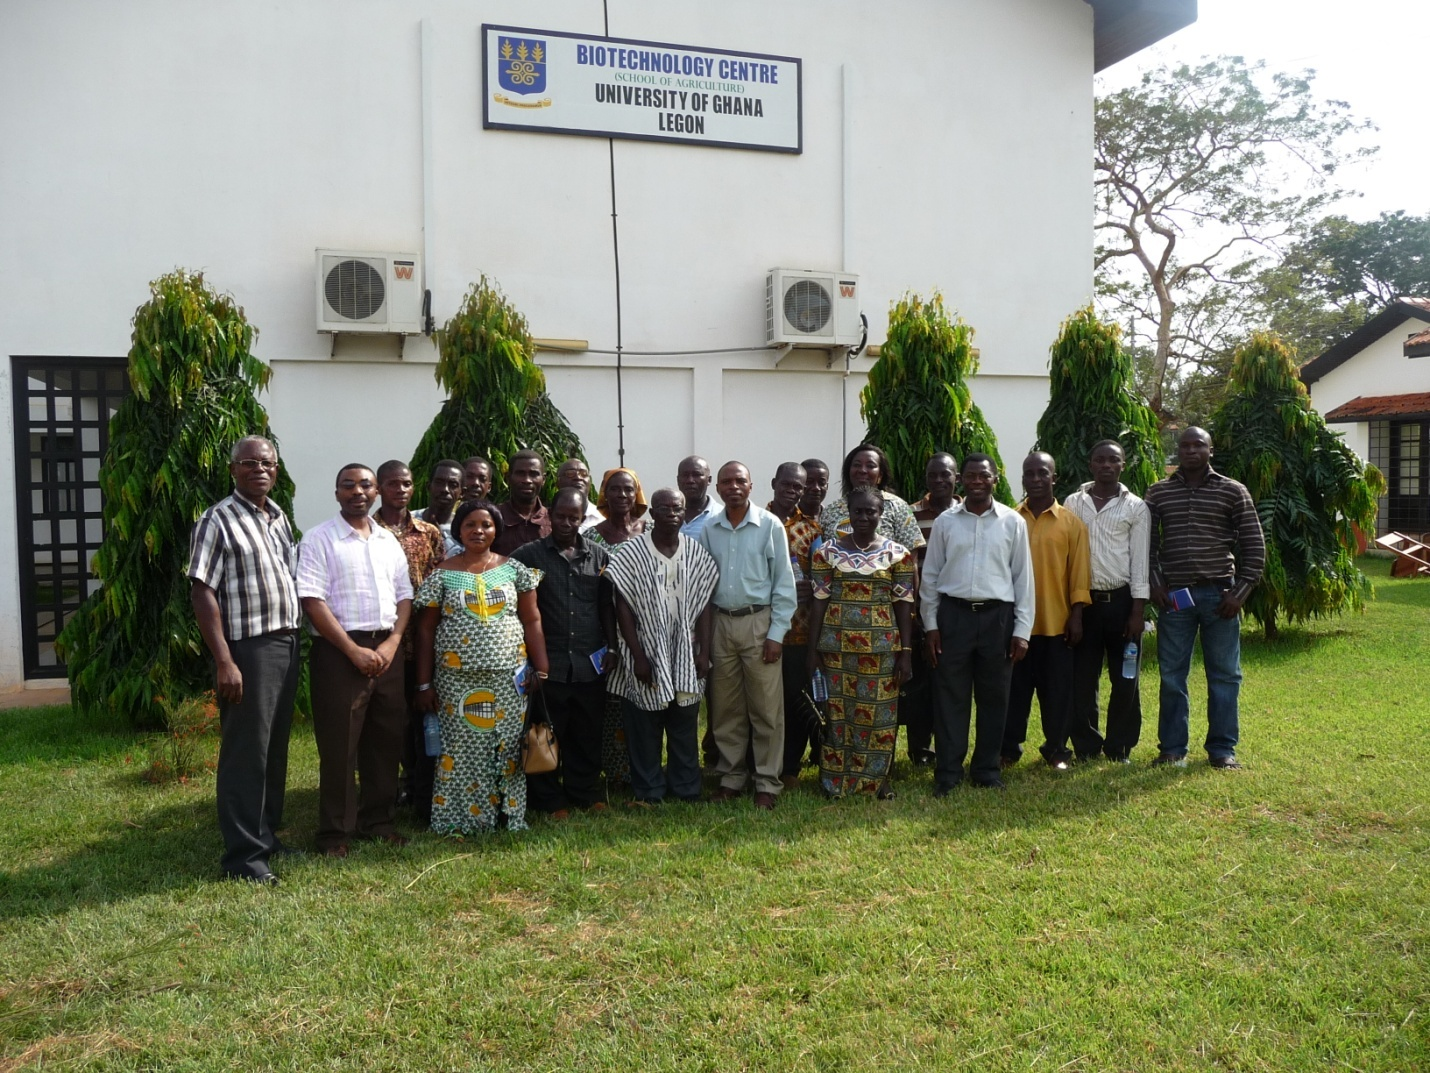 BIOTECHNOLOGY CENTRE
(SCHOOL OF AGRICULTURE)
UNIVERSITY OF GHANA
LEGON
W
W